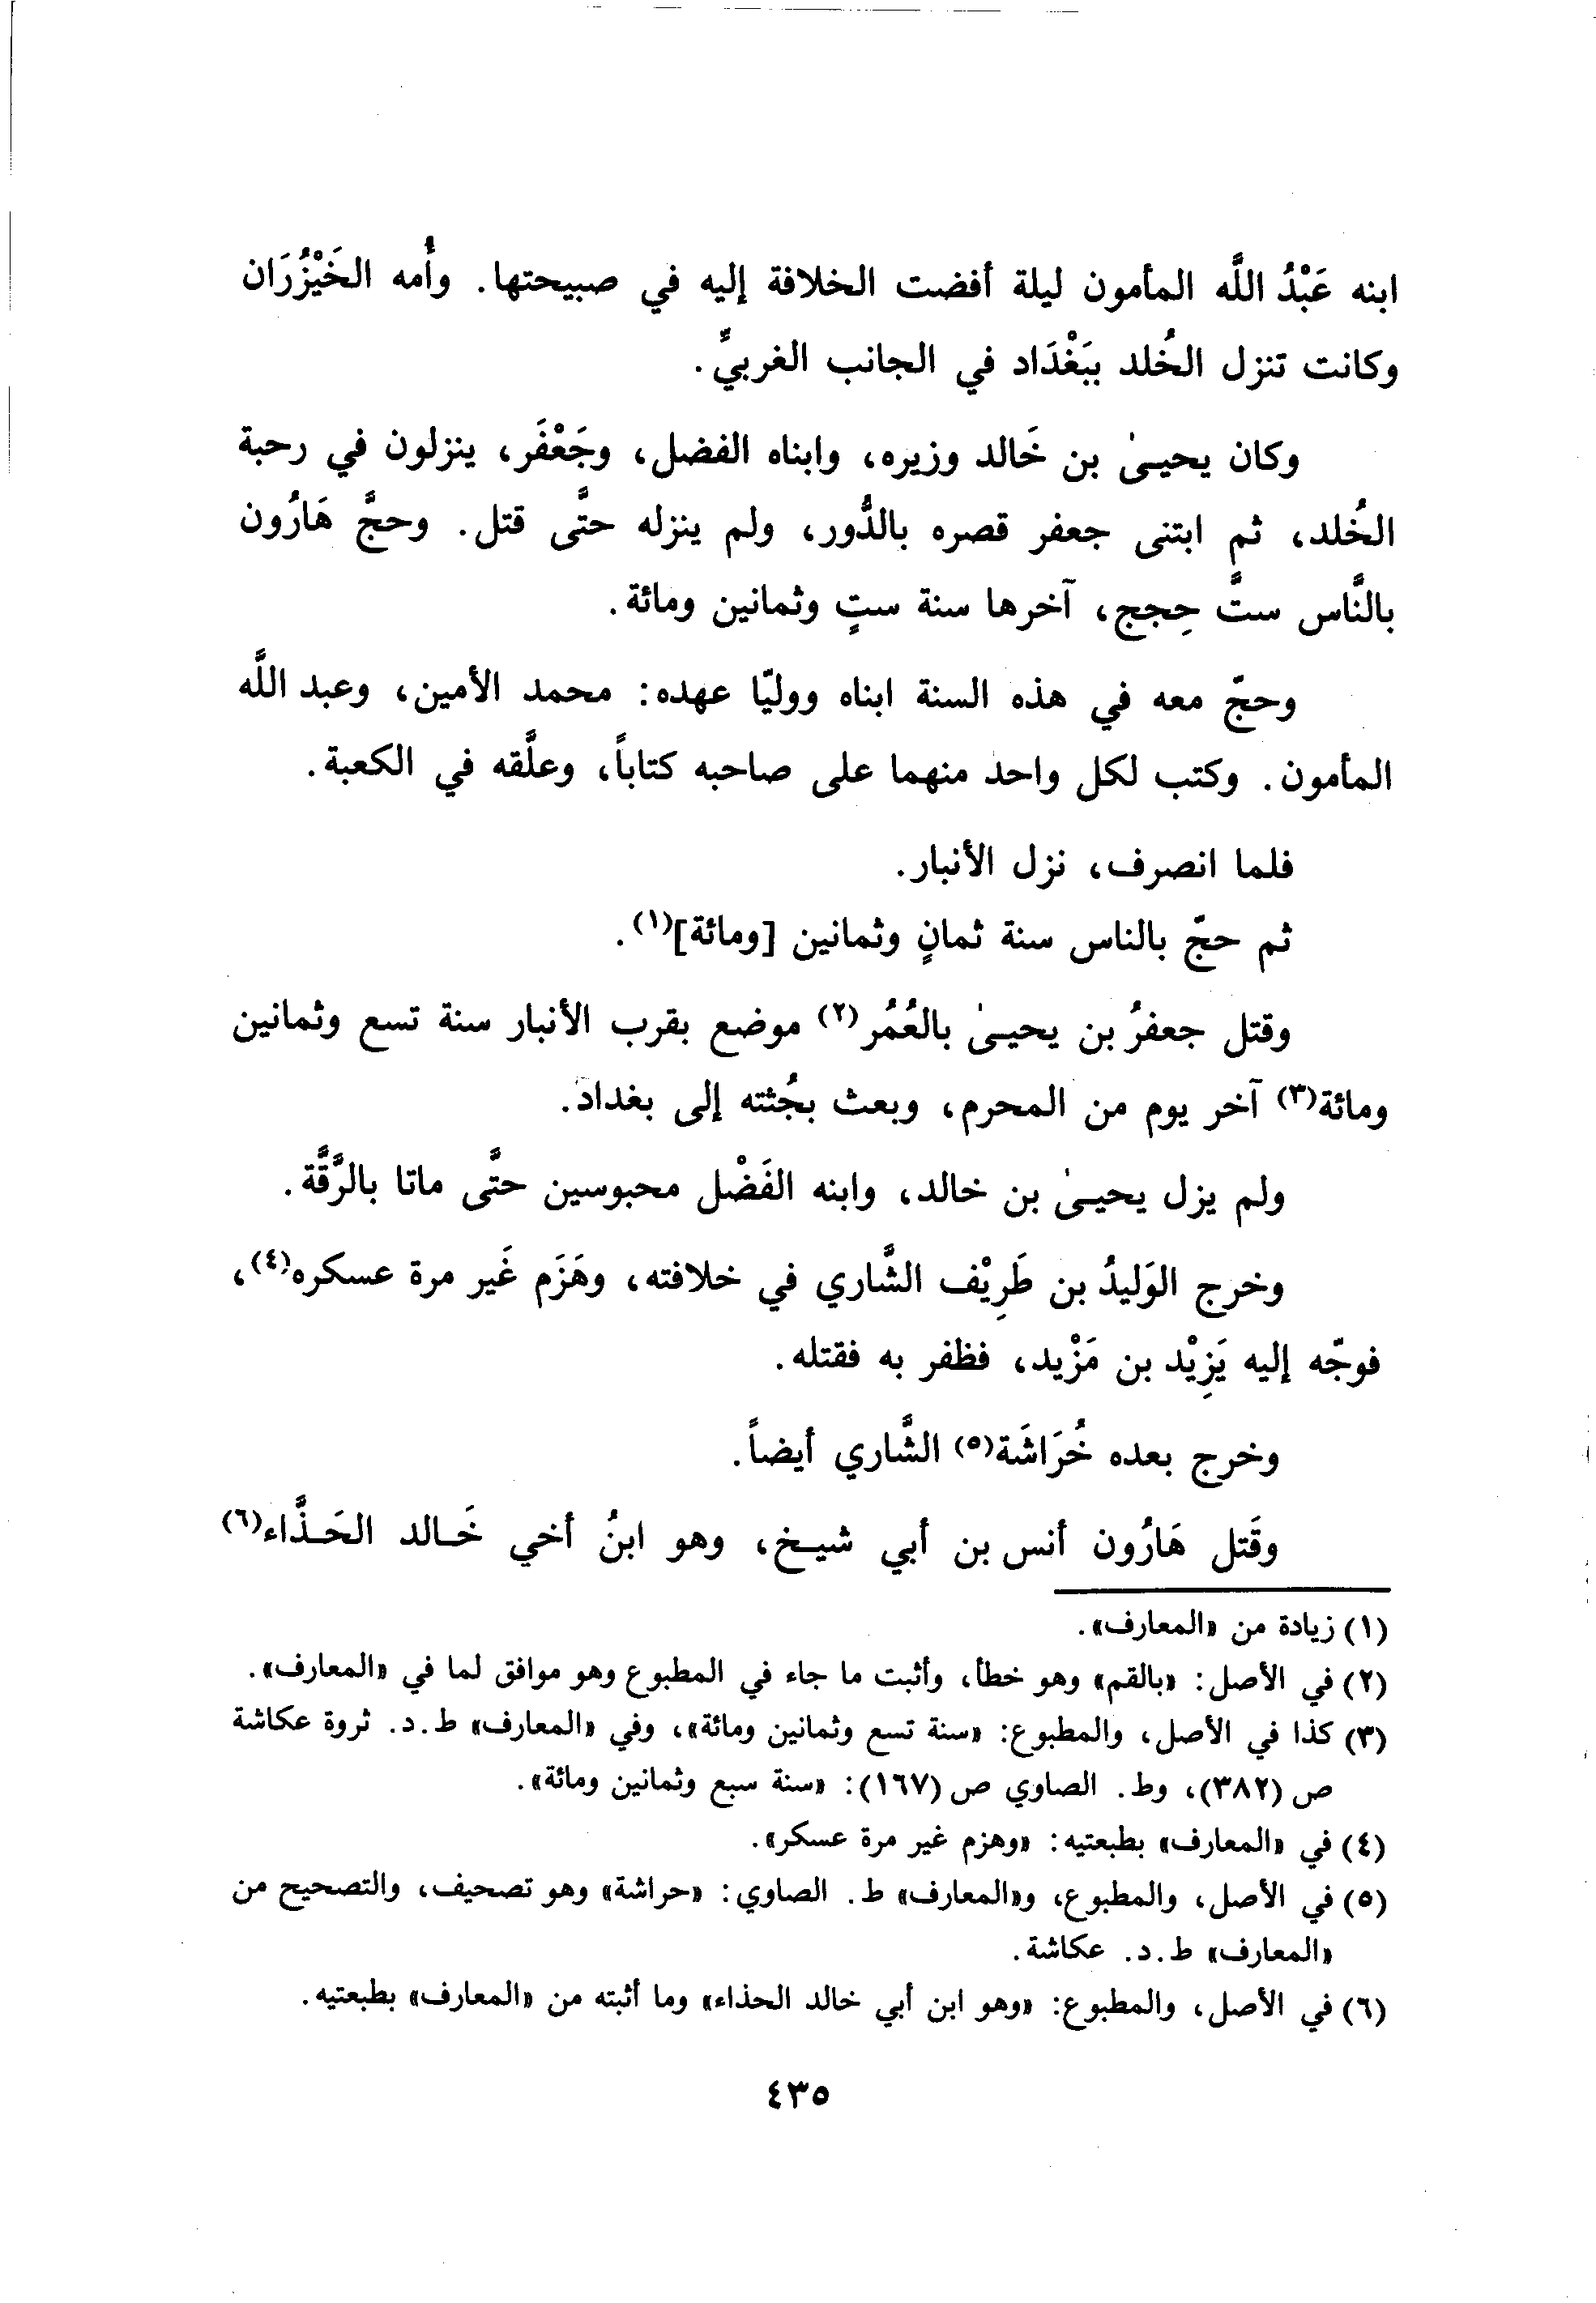 ابنه عَبْدُ اللَّه المأمون ليلة أفضت الخلافة إليه في صبيحتها. وأُمه الخَيْزُرَان
وكانت تنزل الخُلد بِبَغْدَاد في الجانب الغربيِّ.
وكان يحيىٰ بن خَالد وزيره، وابناه الفضل، وجَعْفَر، ينزلون في رحبة
الخُلد، ثم ابتنى جعفر قصره بالدُّور، ولم ينزله حتَّى قتل. وحجَّ هَارُون
بالنَّاس ستَّ حِجج، آخرها سنة ستٍ وثمانين ومائة.
وحجّ معه في هذه السنة ابناه ووليّا عهده: محمد الأمين، وعبد اللَّه
المأمون. وكتب لكل واحد منهما على صاحبه كتاباً، وعلَّقه في الكعبة.
فلما انصرف، نزل الأنبار.
ثم حجّ بالناس سنة ثمانٍ وثمانين [ومائة](١).
وقتل جعفرُ بن يحيىٰ بالعُمُر(٢) موضع بقرب الأنبار سنة تسع وثمانين
ومائة(٣) آخر يوم من المحرم، وبعث بجُثته إلى بغداد.
ولم يزل يحيىٰ بن خالد، وابنه الفَضْل محبوسين حتَّى ماتا بالرَّقَّة.
وخرج الوَليدُ بن طَرِيْف الشَّاري في خلافته، وهَزَم غَير مرة عسكره(٤)،
فوجّه إليه يَزِيْد بن مَزْيد، فظفر به فقتله.
وخرج بعده خُرَاشَة(٥) الشَّاري أيضاً.
وقَتل هَارُون أنس بن أبي شيخ، وهو ابنُ أخي خَالد الحَذَّاء(٦)
(١) زيادة من «المعارف».
(٢) في الأصل: «بالقم» وهو خطأ، وأثبت ما جاء في المطبوع وهو موافق لما في «المعارف».
(٣) كذا في الأصل، والمطبوع: «سنة تسع وثمانين ومائة»، وفي «المعارف» ط.د. ثروة عكاشة
ص (٣٨٢)، وط. الصاوي ص (١٦٧): «سنة سبع وثمانين ومائة».
(٤) في «المعارف» بطبعتيه: «وهزم غير مرة عسكر».
(٥) في الأصل، والمطبوع، و«المعارف» ط. الصاوي: «حراشة» وهو تصحيف، والتصحيح من
«المعارف» ط.د. عكاشة.
(٦) في الأصل، والمطبوع: «وهو ابن أبي خالد الحذاء» وما أثبته من «المعارف» بطبعتيه.
٤٣٥